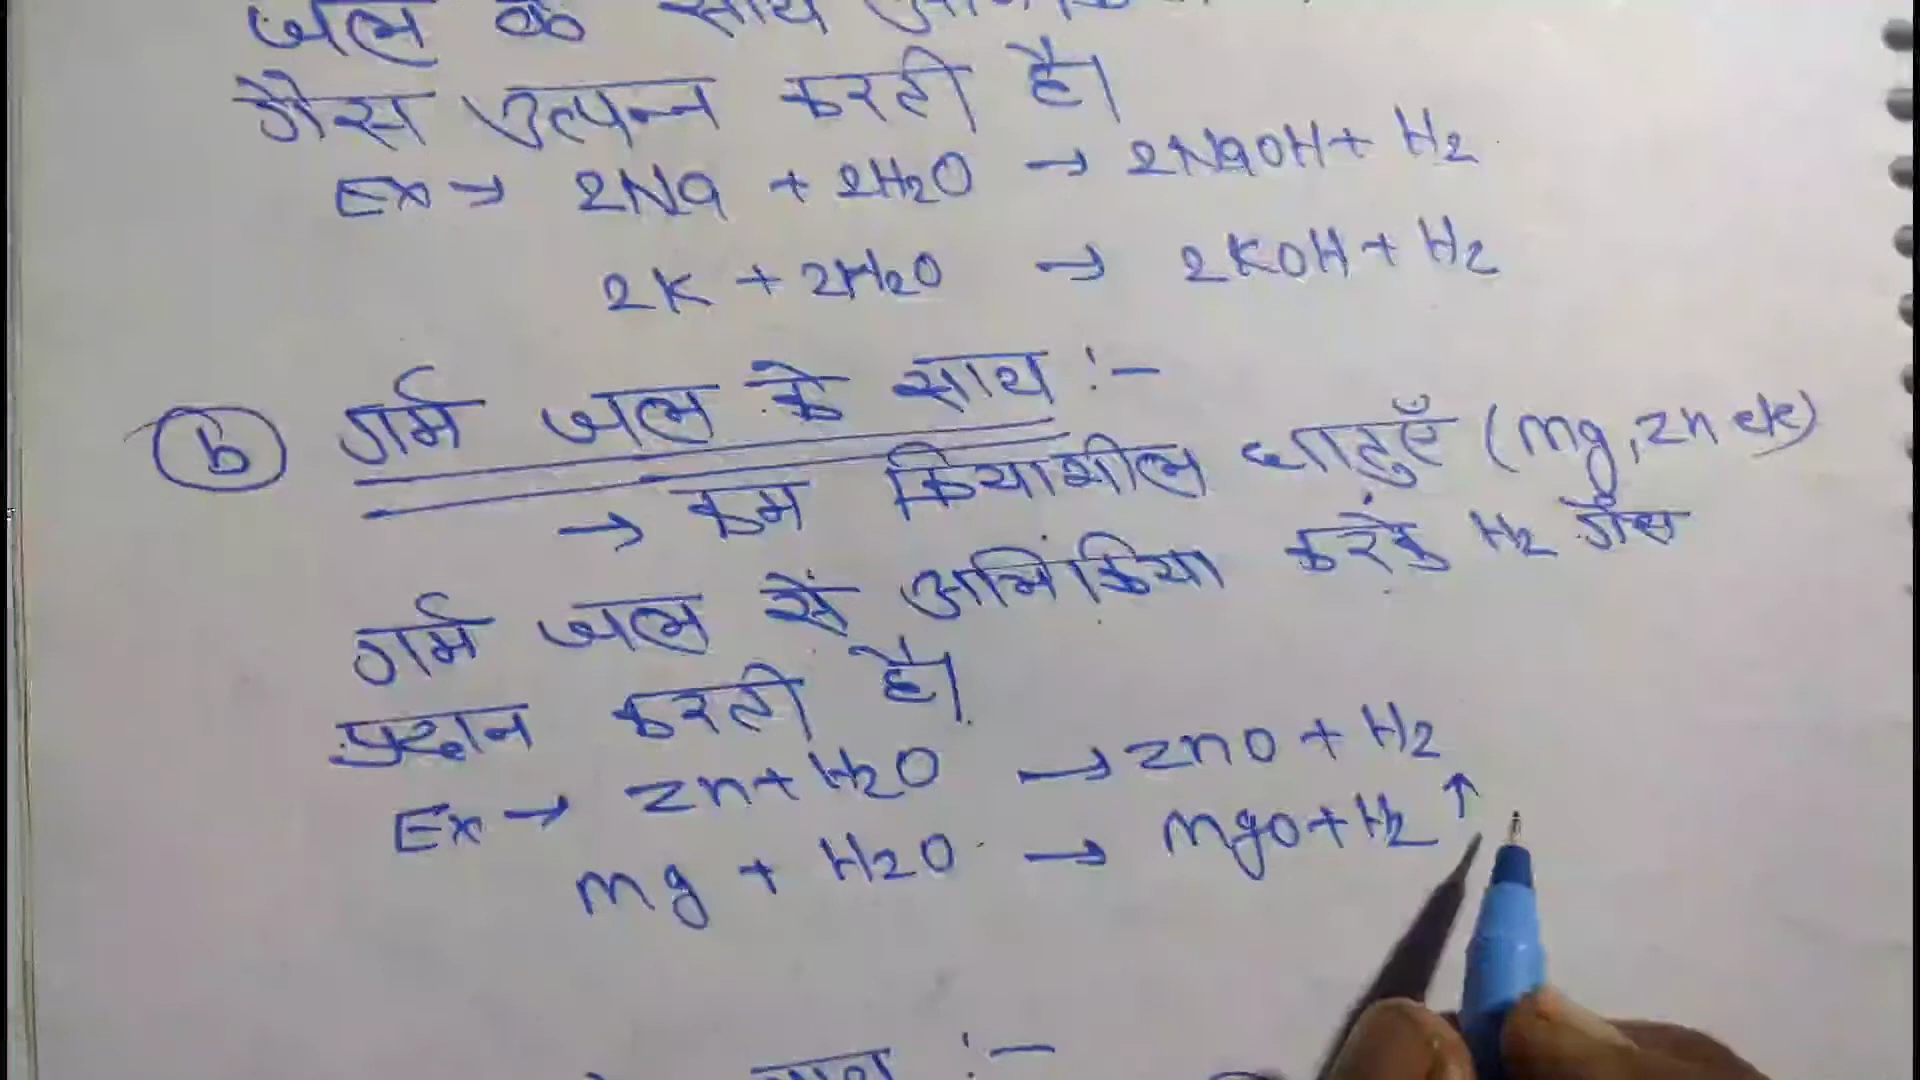 जल के साथ
गैस उत्पन्न करती है।
Ex → 2Na + 2H2O → 2NaOH + H2
2K + 2H2O → 2KOH + H2
(b) गर्म जल के साथ :-
→ कम क्रियाशील धातुएँ (mg, zn etc)
गर्म जल से अभिक्रिया करके H2 गैस
प्रदान करती है।
Ex → zn + H2O → zno + H2
mg + H2O → mgo + H2 ↑
:-